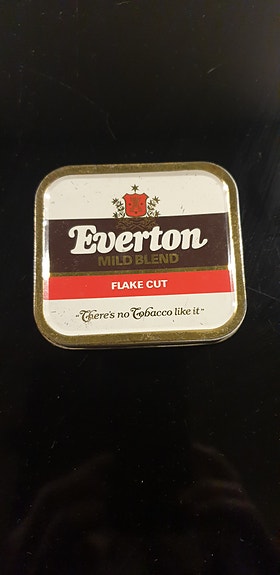 Everton
MILD BLEND
FLAKE CUT
"There's no Tobacco like it"